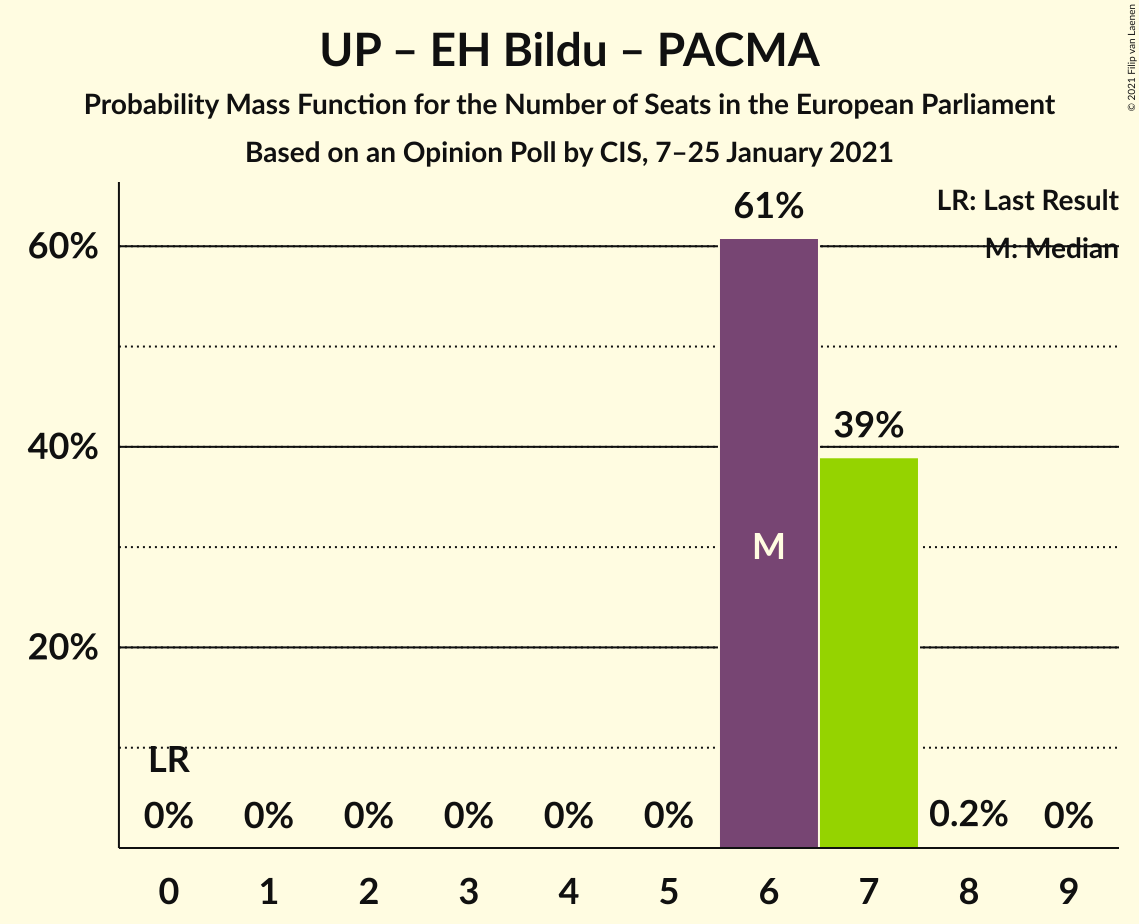 UP – EH Bildu – PACMA
Probability Mass Function for the Number of Seats in the European Parliament
Based on an Opinion Poll by CIS, 7–25 January 2021
© 2021 Filip van Laenen
LR: Last Result
M: Median
61%
60%
39%
40%
M
20%
LR
0% 0% 0% 0% 0% 0% 0.2% 0%
0 1 2 3 4 5 6 7 8 9